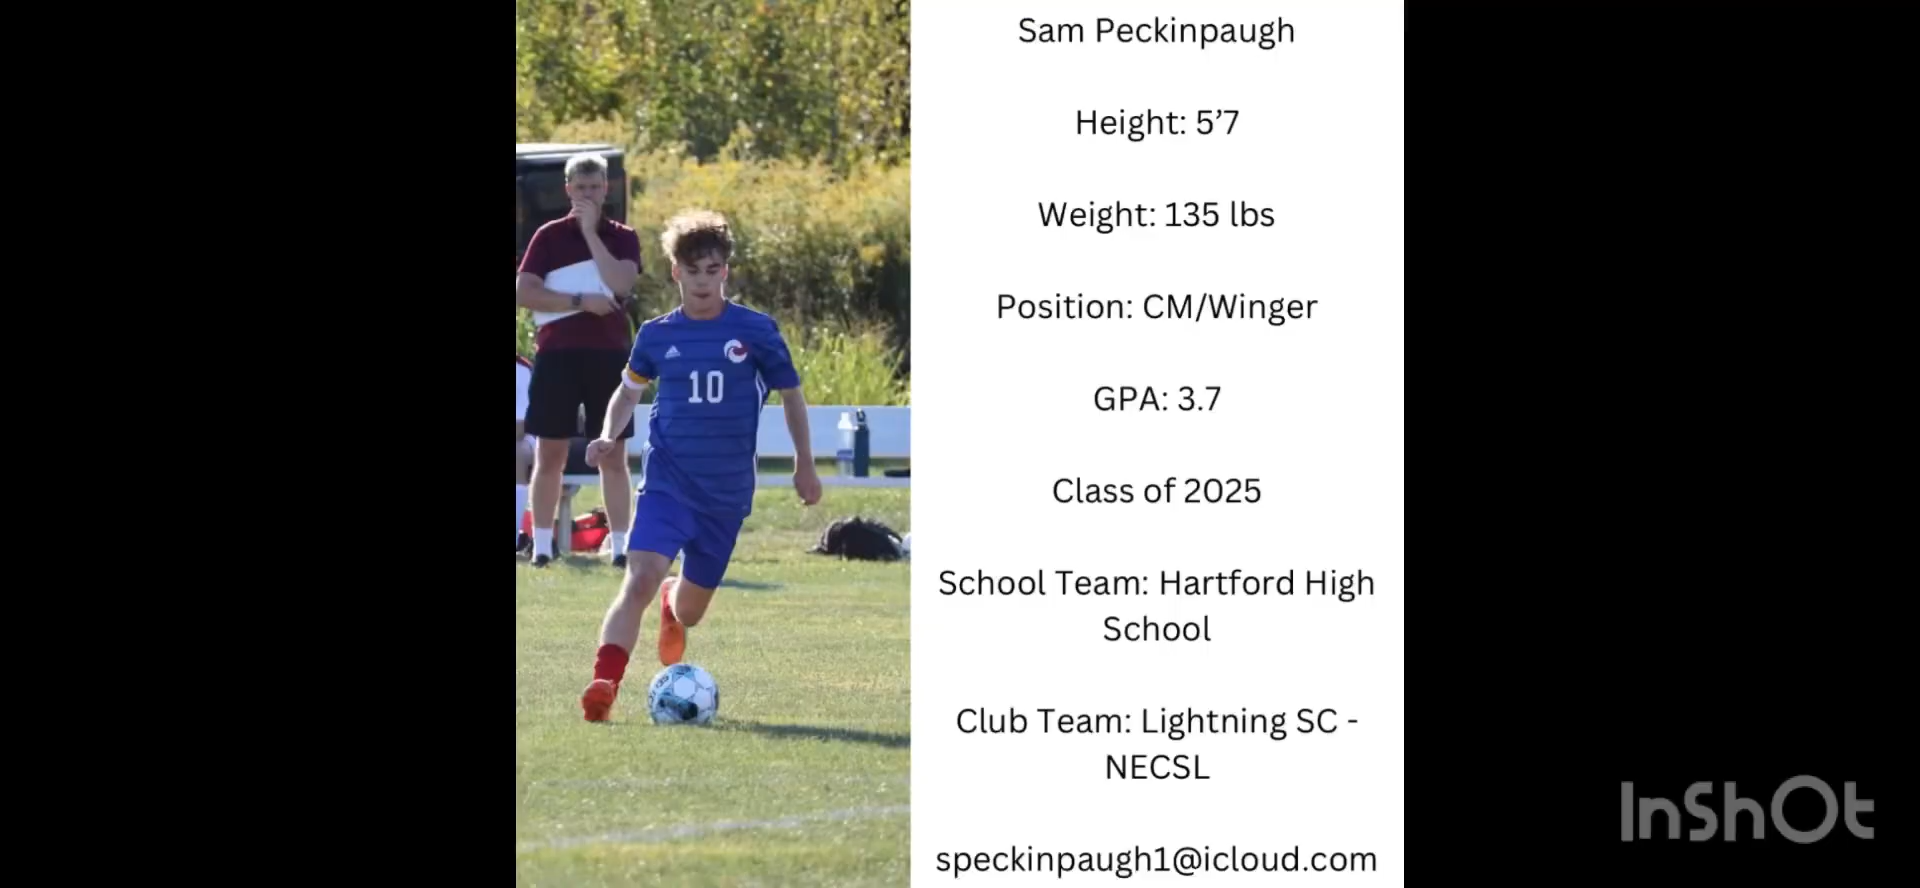 Sam Peckinpaugh
Height: 5’7
Weight: 135 lbs
Position: CM/Winger
GPA: 3.7
Class of 2025
School Team: Hartford High
School
Club Team: Lightning SC -
NECSL
speckinpaugh1@icloud.com
10
InShOt